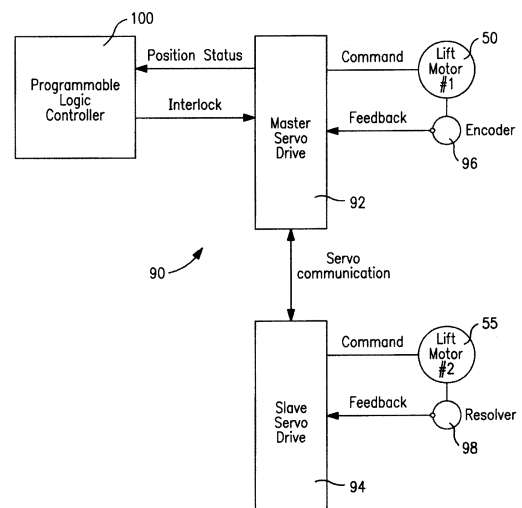 100
50
Position Status
Command
Lift
Motor
#1
Programmable
Logic
Controller
Interlock
Master
Servo
Drive
Feedback
Encoder
96
92
90
Servo
communication
55
Command
Lift
Motor
#2
Slave
Servo
Drive
Feedback
Resolver
98
94